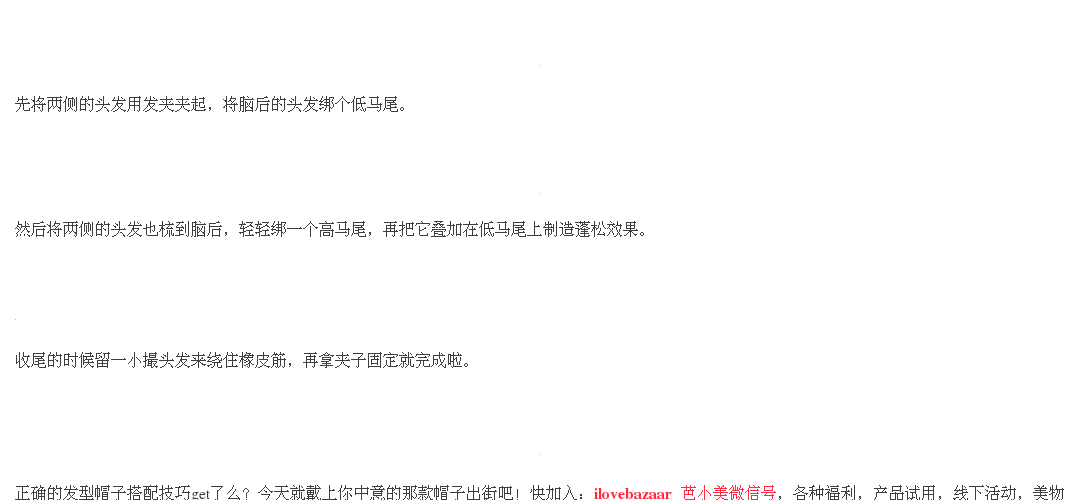 先将两侧的头发用发夹夹起，将脑后的头发绑个低马尾。
然后将两侧的头发也梳到脑后，轻轻绑一个高马尾，再把它叠加在低马尾上制造蓬松效果。
收尾的时候留一小撮头发来绕住橡皮筋，再拿夹子固定就完成啦。
正确的发型帽子搭配技巧get了么？今天就戴上你中意的那款帽子出街吧！快加入：ilovebazaar 芭小美微信号，各种福利，产品试用，线下活动，美物